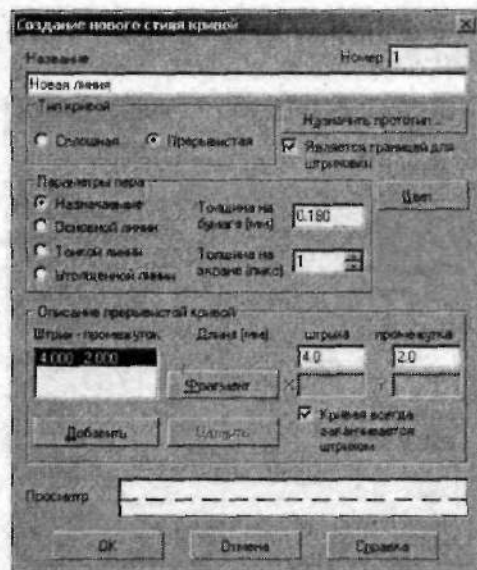 Создание нового стиля кривой
Название
Номер 1
Новая линия
Тип кривой
Сплошная Прерывистая
Назначить прототип...
Является границей для штриховки
Параметры пера
Назначаемые
Основной линии
Тонкой линии
Утолщенной линии
Толщина на бумаге (мм) 0.180
Толщина на экране (пикс) 1
Цвет
Описание прерывистой кривой
Штрих - промежуток
4.000 2.000
Длина (мм)
штриха
промежутка
4.0
2.0
Фрагмент
X
Y
Добавить
Удалить
Кривая всегда заканчивается штрихом
Просмотр
OK
Отмена
Справка